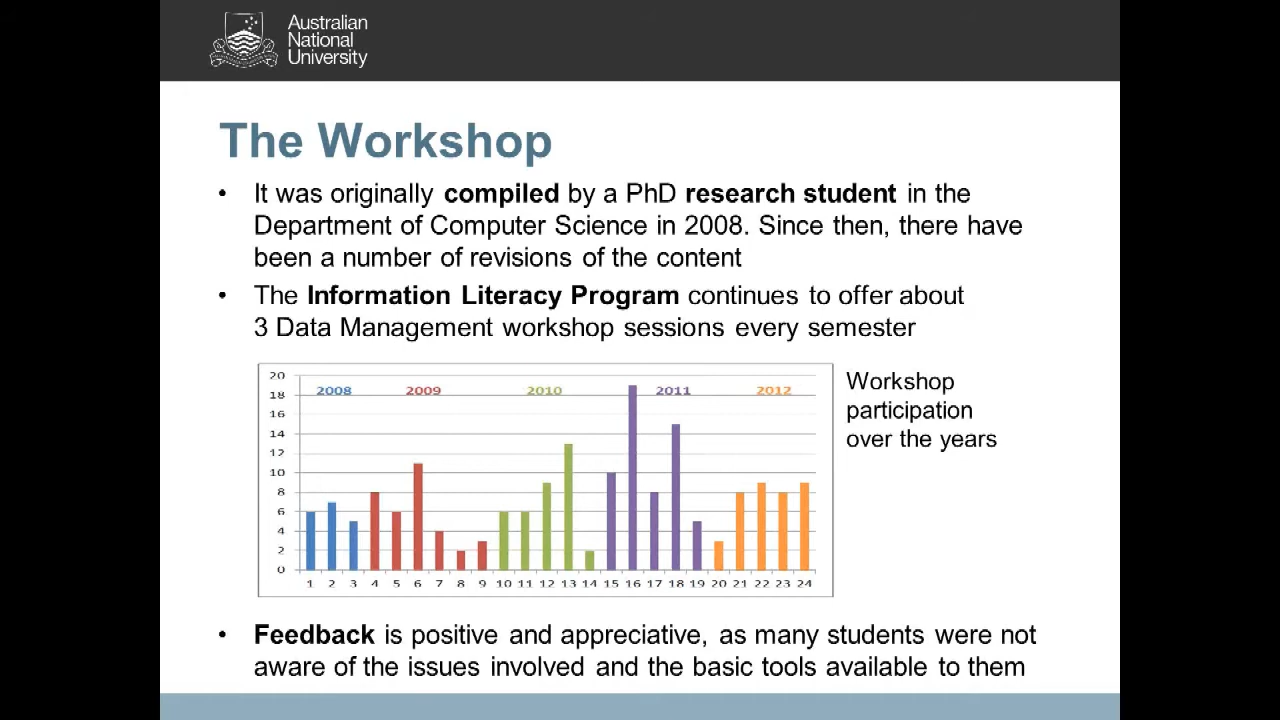 Australian
National
University
The Workshop
• It was originally compiled by a PhD research student in the
Department of Computer Science in 2008. Since then, there have
been a number of revisions of the content
• The Information Literacy Program continues to offer about
3 Data Management workshop sessions every semester
20
18
16
14
12
10
8
6
4
2
0
2008 2009 2010 2011 2012
1 2 3 4 5 6 7 8 9 10 11 12 13 14 15 16 17 18 19 20 21 22 23 24
Workshop
participation
over the years
• Feedback is positive and appreciative, as many students were not
aware of the issues involved and the basic tools available to them